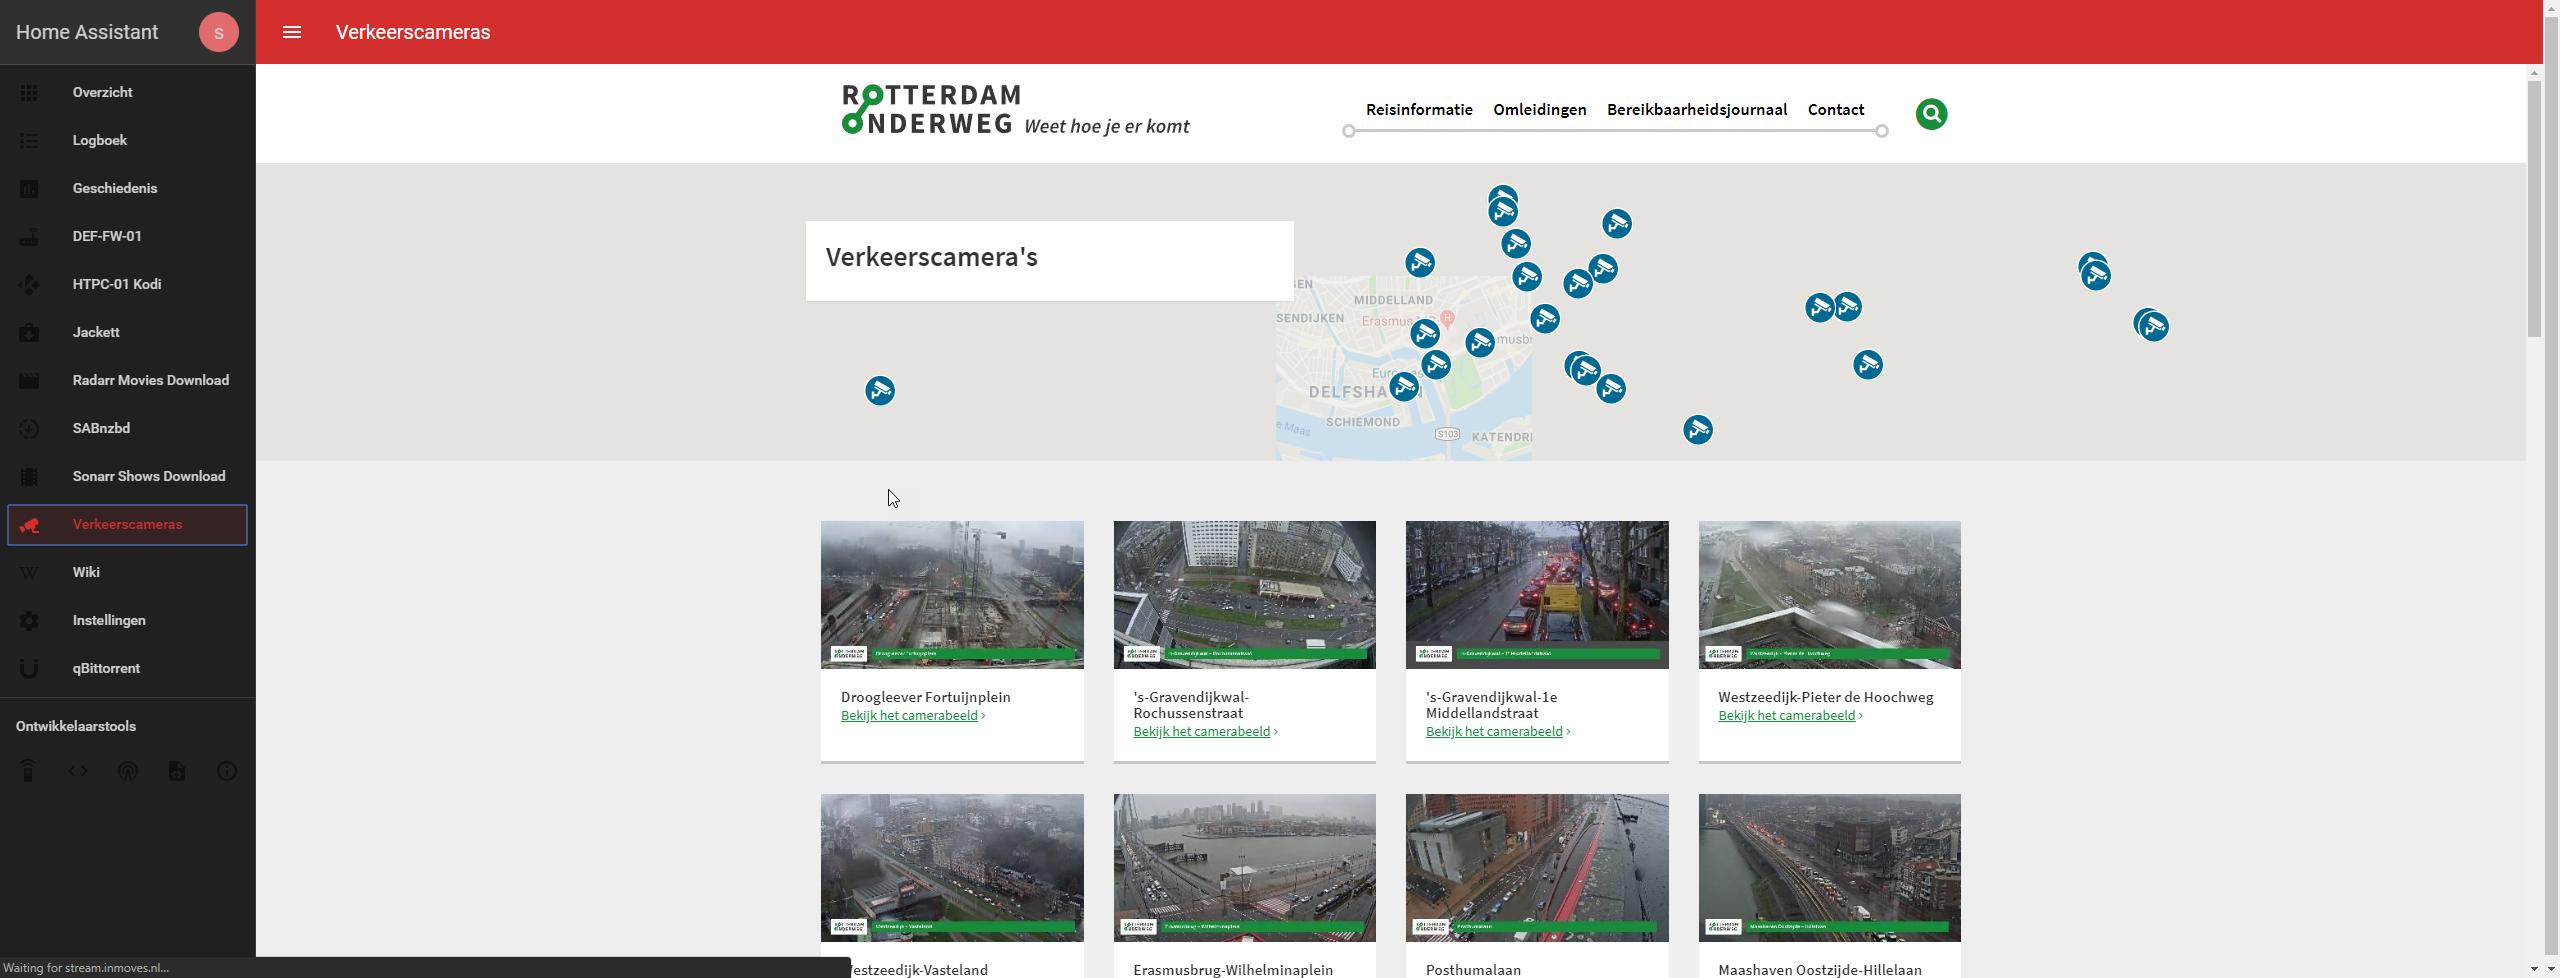 Home Assistant
S
Verkeerscameras
Overzicht
Logboek
Geschiedenis
DEF-FW-01
HTPC-01 Kodi
Jackett
Radarr Movies Download
SABnzbd
Sonarr Shows Download
Verkeerscameras
Wiki
Instellingen
qBittorrent
Ontwikkelaarstools
Waiting for stream.inmoves.nl...
ROTTERDAM
ONDERWEG Weet hoe je er komt
Reisinformatie Omleidingen Bereikbaarheidsjournaal Contact
Verkeerscamera's
MIDDELLAND
SENDIJKEN
Erasmus
H
DELFSHA
SCHIEMOND
S103
KATENDRI
e Maas
Droogleever Fortuijnplein
Bekijk het camerabeeld ›
's-Gravendijkwal-
Rochussenstraat
Bekijk het camerabeeld ›
's-Gravendijkwal-1e
Middellandstraat
Bekijk het camerabeeld ›
Westzeedijk-Pieter de Hoochweg
Bekijk het camerabeeld ›
estzeedijk-Vasteland
Erasmusbrug-Wilhelminaplein
Posthumalaan
Maashaven Oostzijde-Hillelaan